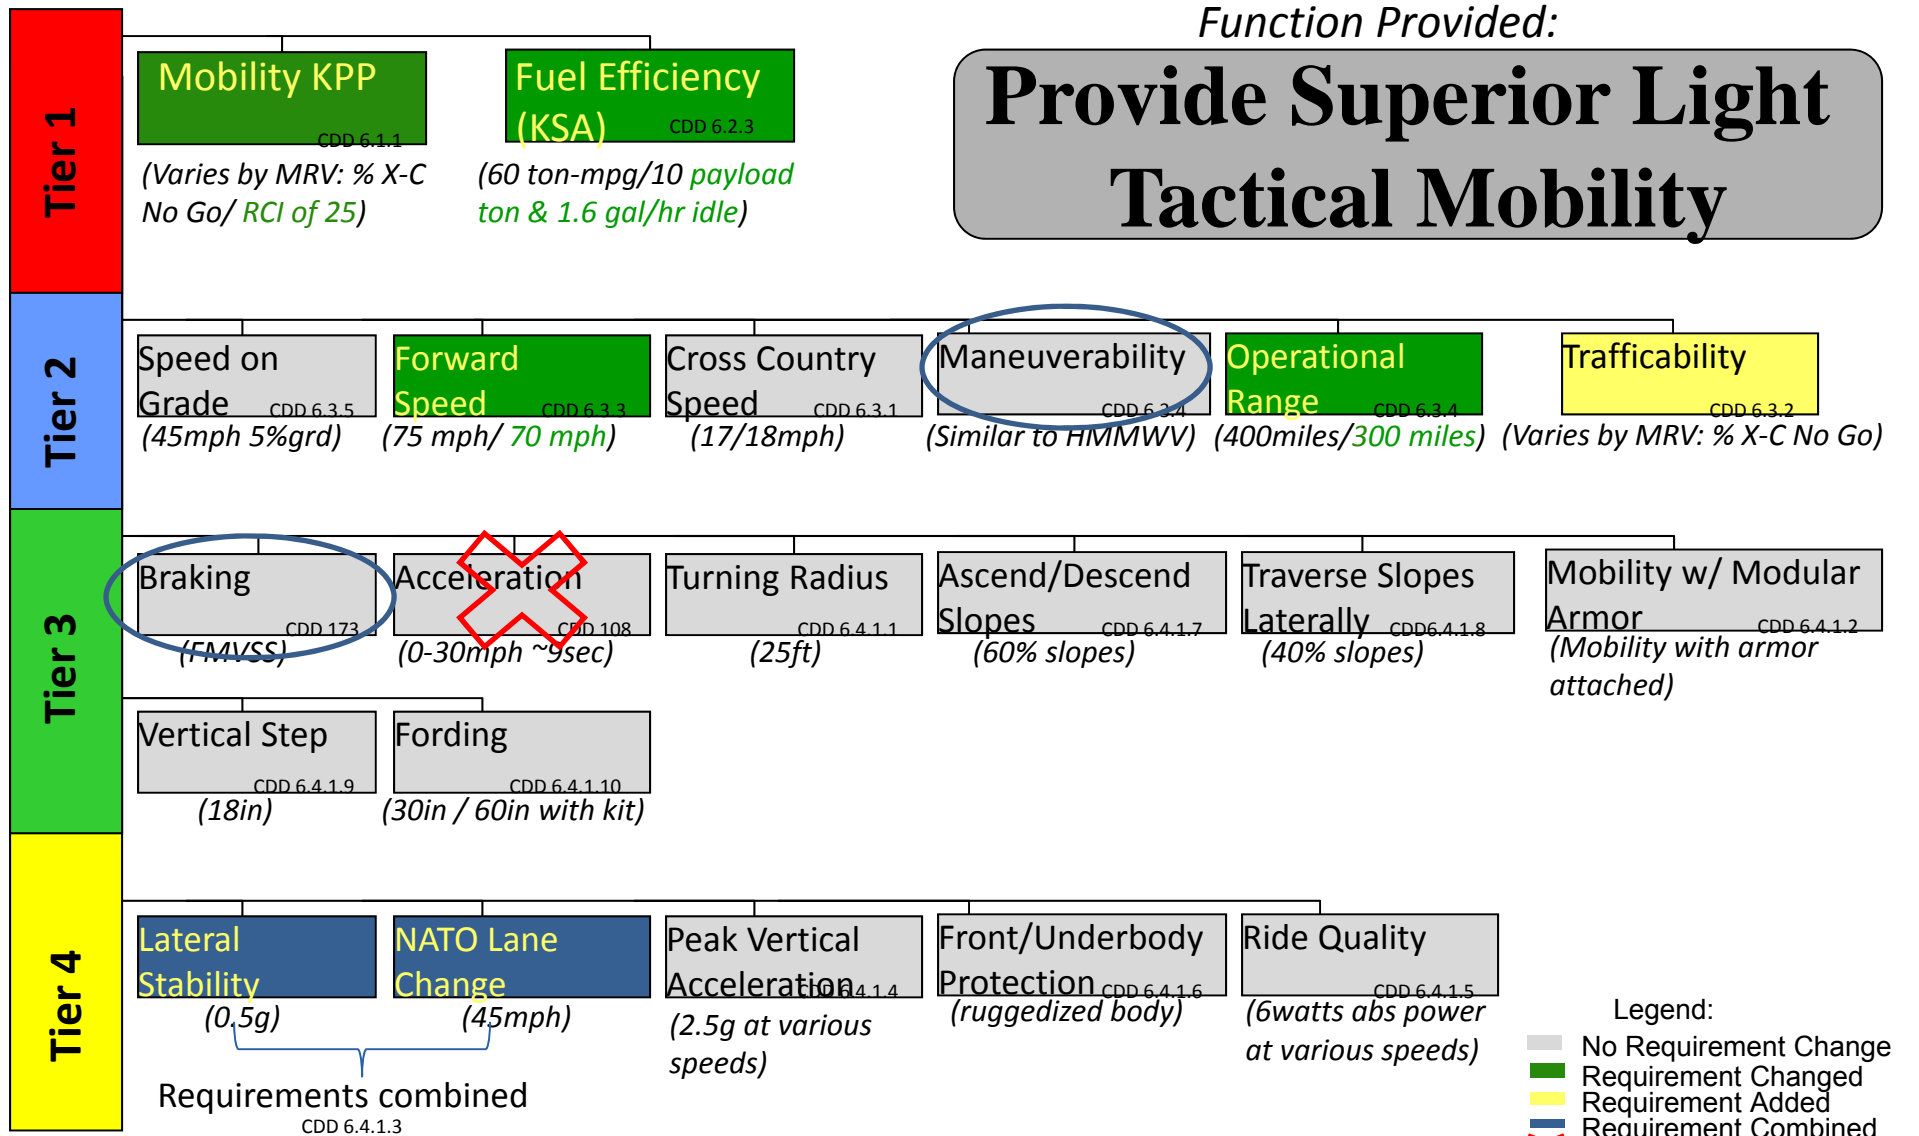 Function Provided:
Provide Superior Light
Tactical Mobility
Tier 1
Mobility KPP
CDD 6.1.1
(Varies by MRV: % X-C
No Go/ RCI of 25)
Fuel Efficiency
(KSA) CDD 6.2.3
(60 ton-mpg/10 payload
ton & 1.6 gal/hr idle)
Tier 2
Speed on
Grade CDD 6.3.5
(45mph 5%grd)
Forward
Speed CDD 6.3.3
(75 mph/ 70 mph)
Cross Country
Speed CDD 6.3.1
(17/18mph)
Maneuverability
CDD 6.3.4
(Similar to HMMWV)
Operational
Range CDD 6.3.4
(400miles/300 miles)
Trafficability
CDD 6.3.2
(Varies by MRV: % X-C No Go)
Tier 3
Braking
CDD 173
(FMVSS)
Acceleration
CDD 108
(0-30mph ~9sec)
Turning Radius
CDD 6.4.1.1
(25ft)
Ascend/Descend
Slopes CDD 6.4.1.7
(60% slopes)
Traverse Slopes
Laterally CDD6.4.1.8
(40% slopes)
Mobility w/ Modular
Armor CDD 6.4.1.2
(Mobility with armor
attached)
Vertical Step
CDD 6.4.1.9
(18in)
Fording
CDD 6.4.1.10
(30in / 60in with kit)
Tier 4
Lateral
Stability
(0.5g)
NATO Lane
Change
(45mph)
Requirements combined
CDD 6.4.1.3
Peak Vertical
Acceleration CDD 6.4.1.4
(2.5g at various
speeds)
Front/Underbody
Protection CDD 6.4.1.6
(ruggedized body)
Ride Quality
CDD 6.4.1.5
(6watts abs power
at various speeds)
Legend:
No Requirement Change
Requirement Changed
Requirement Added
Requirement Combined